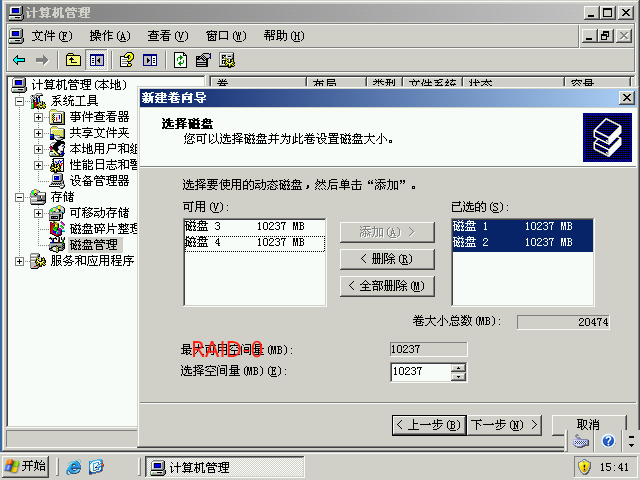 计算机管理
文件(F) 操作(A) 查看(V) 窗口(W) 帮助(H)
计算机管理(本地)
系统工具
事件查看器
共享文件夹
本地用户和组
性能日志和警
设备管理器
存储
可移动存储
磁盘碎片整理
磁盘管理
服务和应用程序
卷 布局 类型 文件系统 状态 容量
新建卷向导
选择磁盘
您可以选择磁盘并为此卷设置磁盘大小。
选择要使用的动态磁盘，然后单击“添加”。
可用(V):
磁盘 3 10237 MB
磁盘 4 10237 MB
添加(A) >
< 删除(R)
< 全部删除(M)
已选的(S):
磁盘 1 10237 MB
磁盘 2 10237 MB
卷大小总数(MB): 20474
最大可用空间量(MB): 10237
RAID-0
选择空间量(MB)(E): 10237
< 上一步(B) 下一步(N) > 取消
开始 计算机管理 15:41